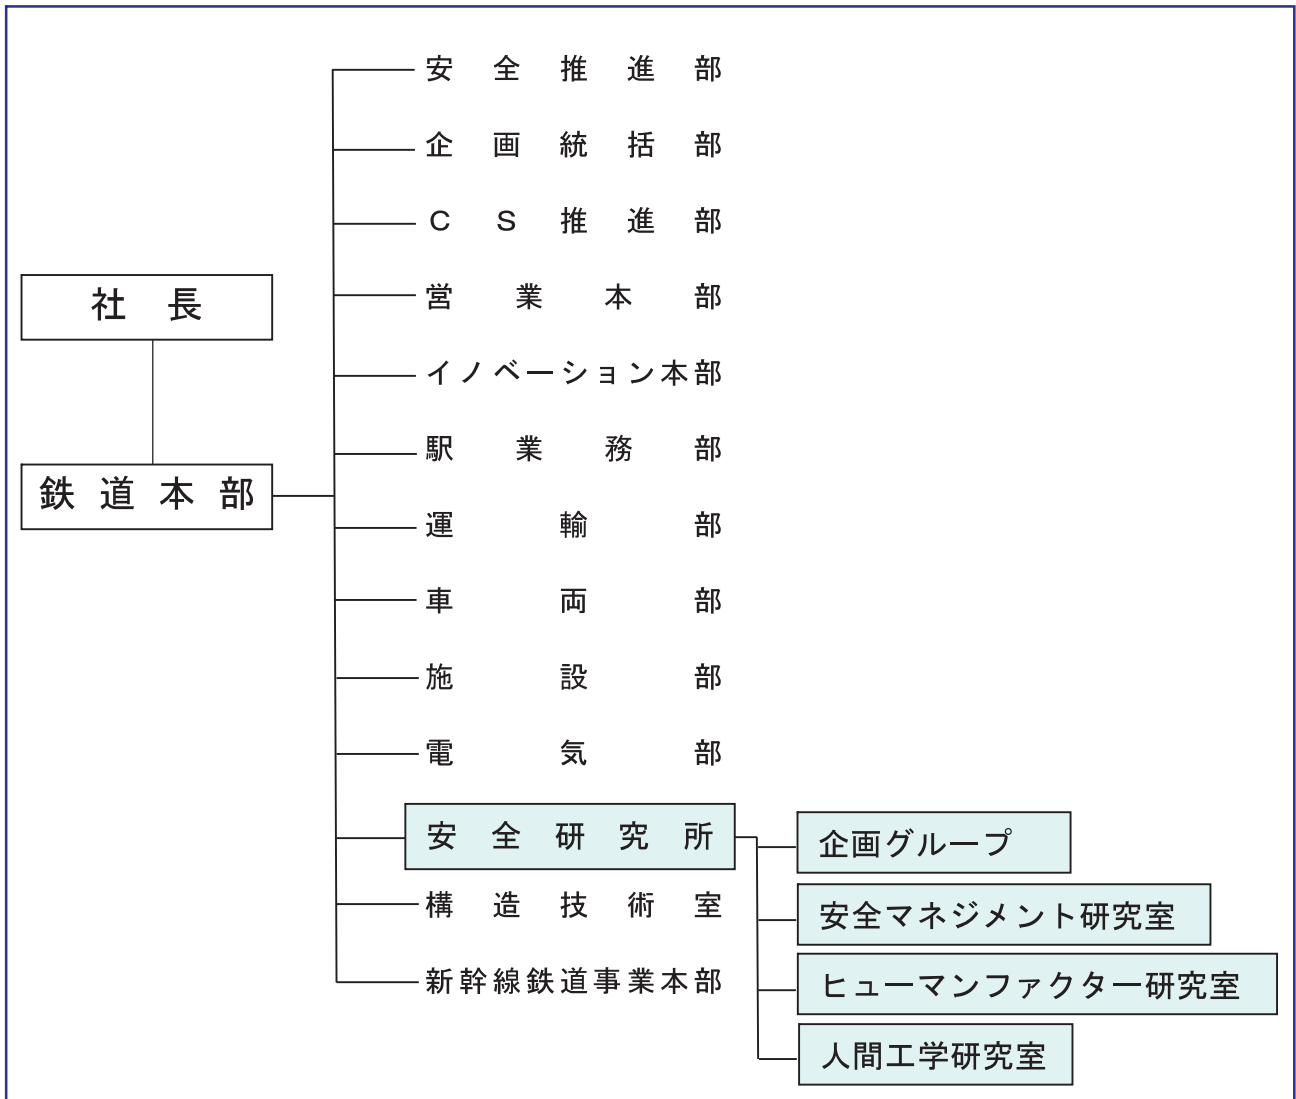 社長
鉄道本部
安全推進部
企画統括部
CS推進部
営業本部
イノベーション本部
駅業務部
運輸部
車両部
施設部
電気部
安全研究所
構造技術室
新幹線鉄道事業本部
企画グループ
安全マネジメント研究室
ヒューマンファクター研究室
人間工学研究室